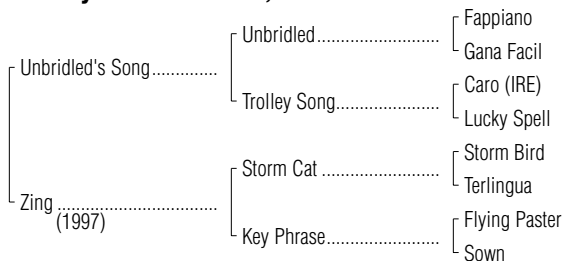 Unbridled's Song..............
Unbridled.........................
Fappiano
Gana Facil
Trolley Song......................
Caro (IRE)
Lucky Spell
Zing ..................................
(1997)
Storm Cat ........................
Storm Bird
Terlingua
Key Phrase.......................
Flying Paster
Sown